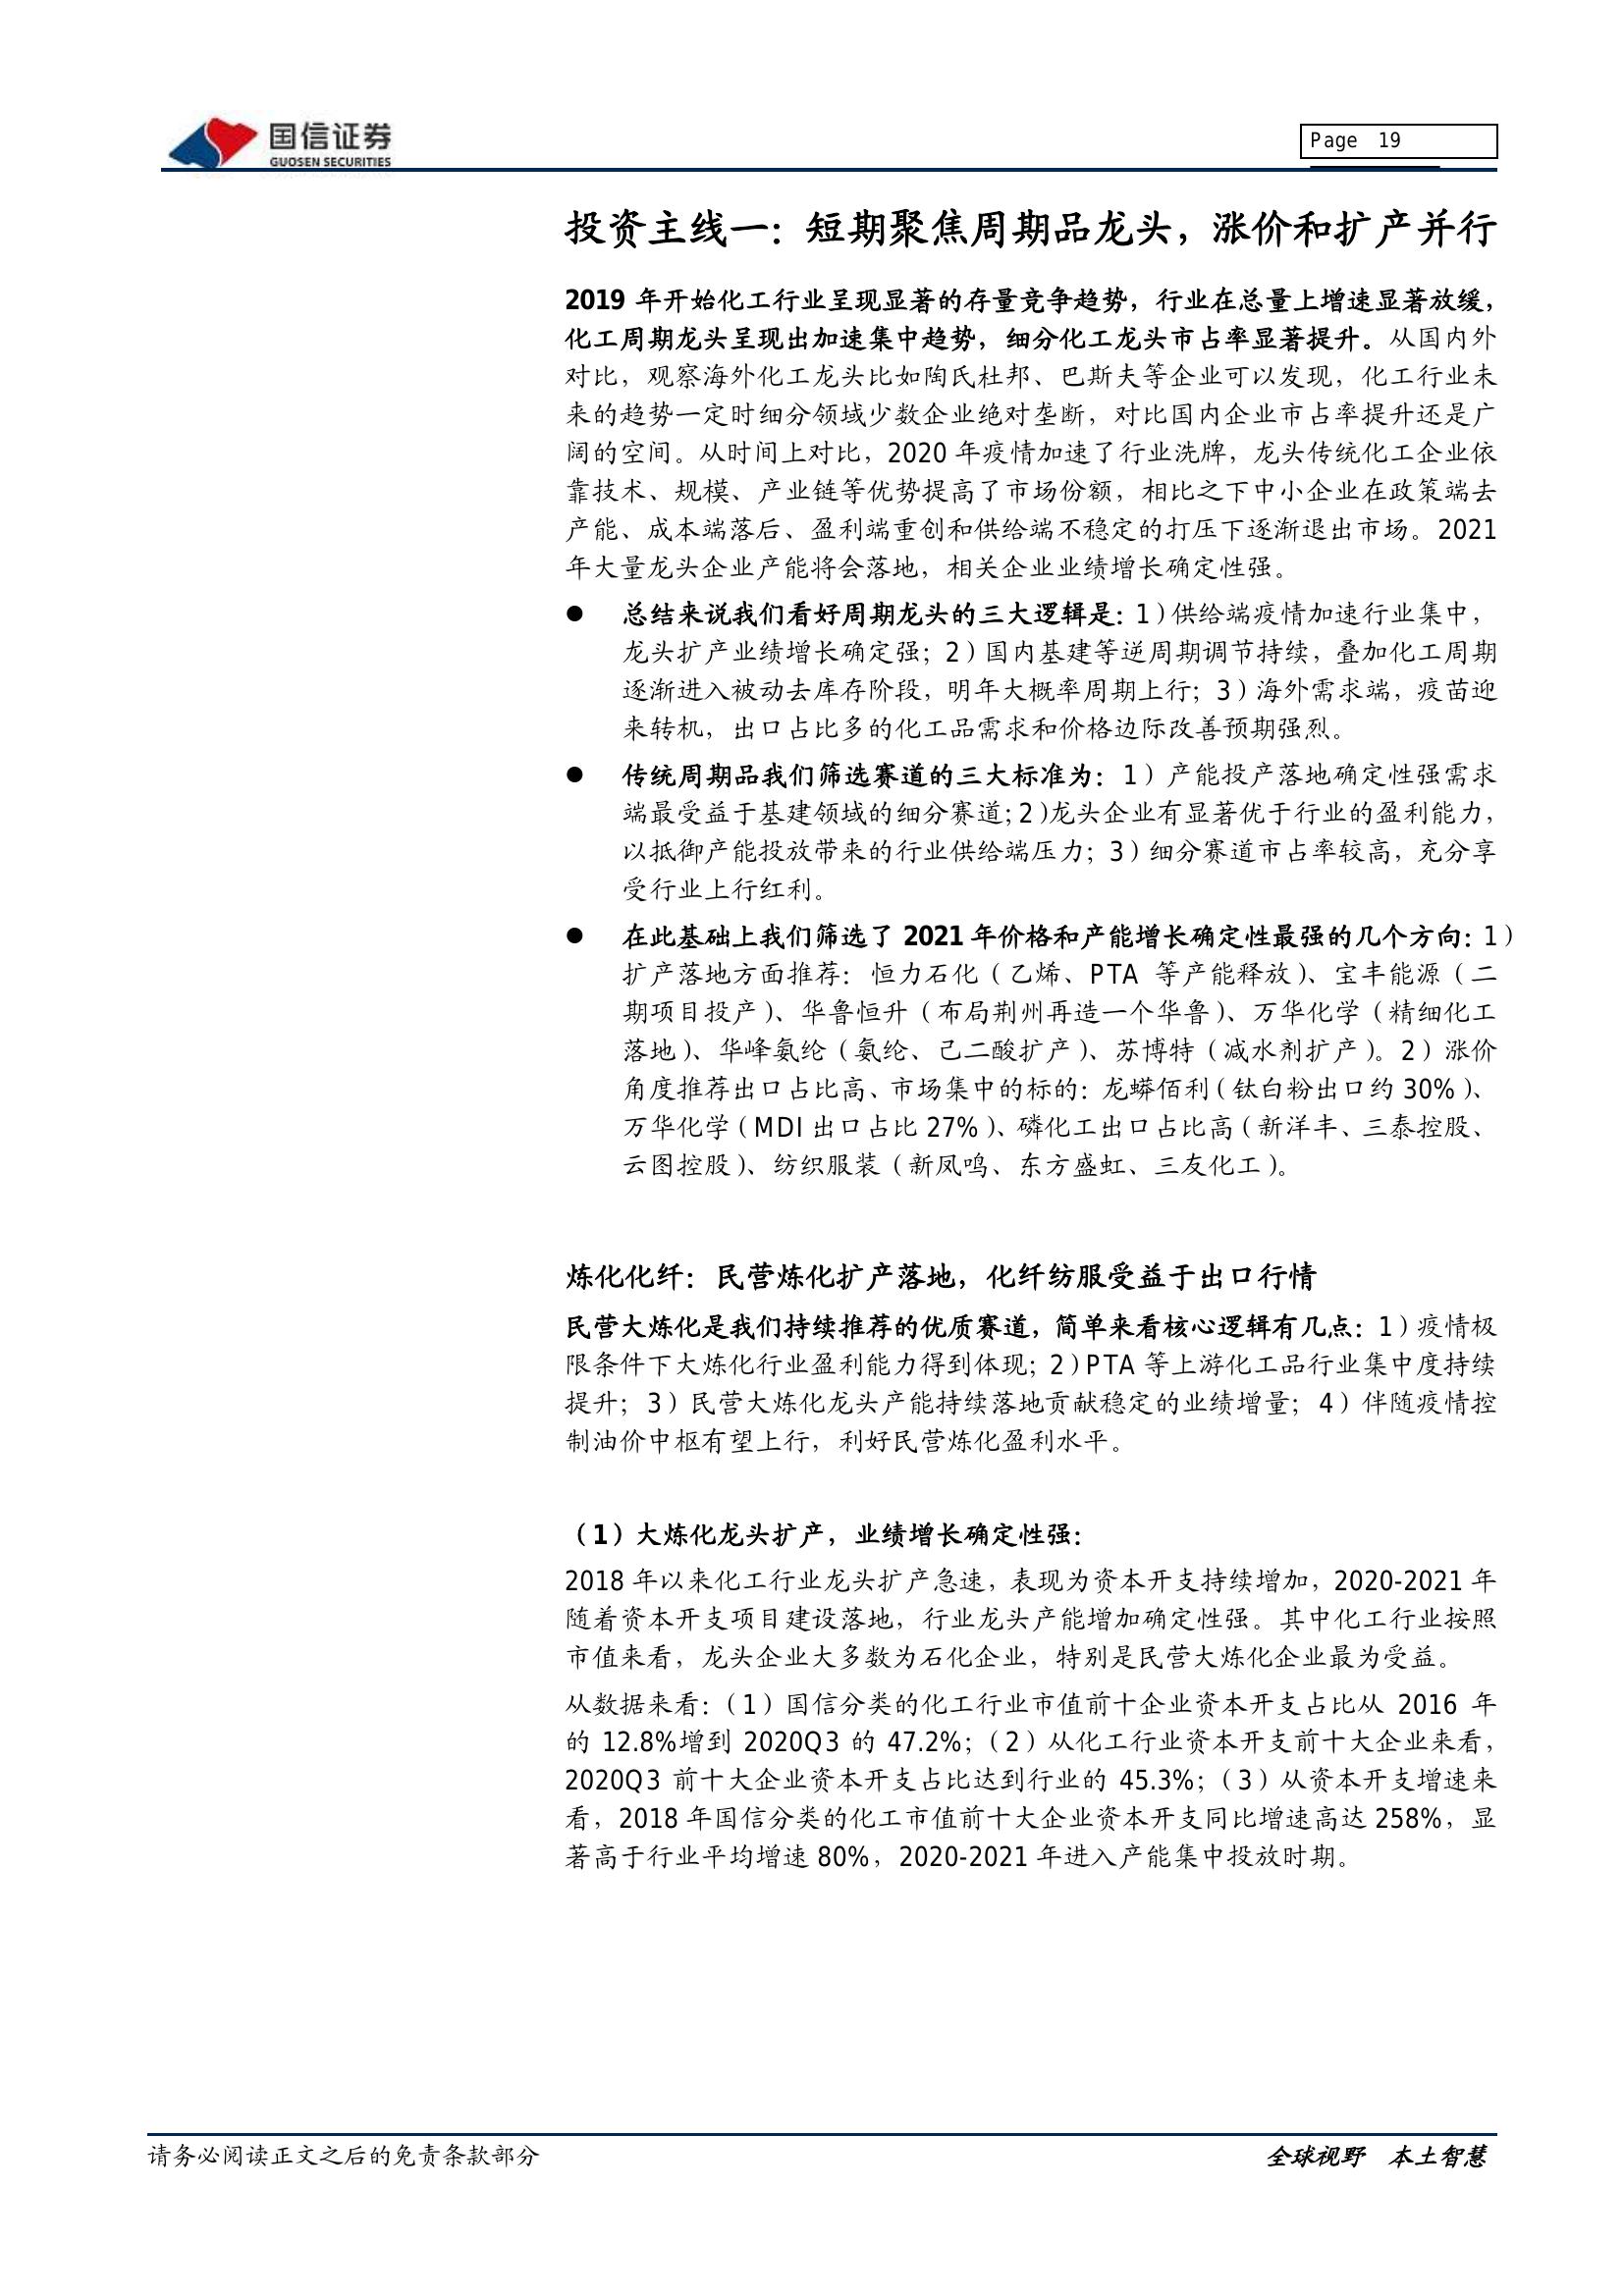 国信证券
GUOSEN SECURITIES
Page 19
投资主线一：短期聚焦周期品龙头，涨价和扩产并行
2019 年开始化工行业呈现显著的存量竞争趋势，行业在总量上增速显著放缓，
化工周期龙头呈现出加速集中趋势，细分化工龙头市占率显著提升。从国内外
对比，观察海外化工龙头比如陶氏杜邦、巴斯夫等企业可以发现，化工行业未
来的趋势一定时细分领域少数企业绝对垄断，对比国内企业市占率提升还是广
阔的空间。从时间上对比，2020 年疫情加速了行业洗牌，龙头传统化工企业依
靠技术、规模、产业链等优势提高了市场份额，相比之下中小企业在政策端去
产能、成本端落后、盈利端重创和供给端不稳定的打压下逐渐退出市场。2021
年大量龙头企业产能将会落地，相关企业业绩增长确定性强。
● 总结来说我们看好周期龙头的三大逻辑是：1）供给端疫情加速行业集中，
龙头扩产业绩增长确定强；2）国内基建等逆周期调节持续，叠加化工周期
逐渐进入被动去库存阶段，明年大概率周期上行；3）海外需求端，疫苗迎
来转机，出口占比多的化工品需求和价格边际改善预期强烈。
● 传统周期品我们筛选赛道的三大标准为：1）产能投产落地确定性强需求
端最受益于基建领域的细分赛道；2）龙头企业有显著优于行业的盈利能力，
以抵御产能投放带来的行业供给端压力；3）细分赛道市占率较高，充分享
受行业上行红利。
● 在此基础上我们筛选了 2021 年价格和产能增长确定性最强的几个方向：1）
扩产落地方面推荐：恒力石化（乙烯、PTA 等产能释放）、宝丰能源（二
期项目投产）、华鲁恒升（布局荆州再造一个华鲁）、万华化学（精细化工
落地）、华峰氨纶（氨纶、己二酸扩产）、苏博特（减水剂扩产）。2）涨价
角度推荐出口占比高、市场集中的标的：龙蟒佰利（钛白粉出口约 30%）、
万华化学（MDI 出口占比 27%）、磷化工出口占比高（新洋丰、三泰控股、
云图控股）、纺织服装（新凤鸣、东方盛虹、三友化工）。
炼化化纤：民营炼化扩产落地，化纤纺服受益于出口行情
民营大炼化是我们持续推荐的优质赛道，简单来看核心逻辑有几点：1）疫情极
限条件下大炼化行业盈利能力得到体现；2）PTA 等上游化工品行业集中度持续
提升；3）民营大炼化龙头产能持续落地贡献稳定的业绩增量；4）伴随疫情控
制油价中枢有望上行，利好民营炼化盈利水平。
（1）大炼化龙头扩产，业绩增长确定性强：
2018 年以来化工行业龙头扩产急速，表现为资本开支持续增加，2020-2021 年
随着资本开支项目建设落地，行业龙头产能增加确定性强。其中化工行业按照
市值来看，龙头企业大多数为石化企业，特别是民营大炼化企业最为受益。
从数据来看：（1）国信分类的化工行业市值前十企业资本开支占比从 2016 年
的 12.8%增到 2020Q3 的 47.2%；（2）从化工行业资本开支前十大企业来看，
2020Q3 前十大企业资本开支占比达到行业的 45.3%；（3）从资本开支增速来
看，2018 年国信分类的化工市值前十大企业资本开支同比增速高达 258%，显
著高于行业平均增速 80%，2020-2021 年进入产能集中投放时期。
请务必阅读正文之后的免责条款部分
全球视野 本土智慧